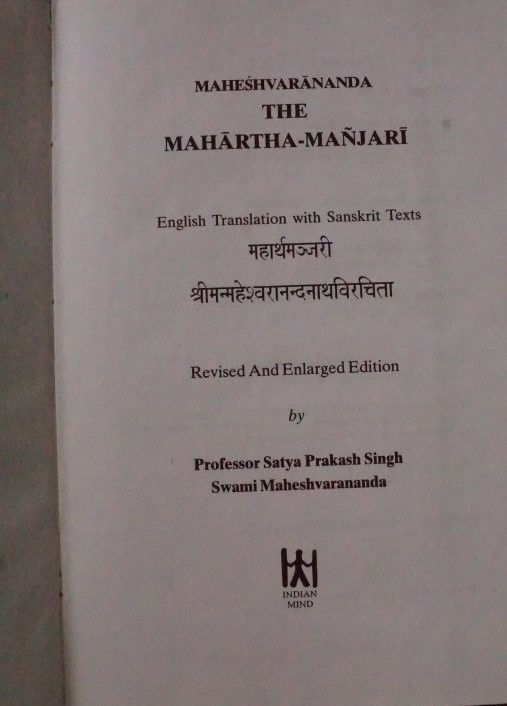 MAHEŚHVARĀNANDA
THE
MAHĀRTHA-MAÑJARĪ
English Translation with Sanskrit Texts
महार्थमञ्जरी
श्रीमन्महेश्वरानन्दनाथविरचिता
Revised And Enlarged Edition
by
Professor Satya Prakash Singh
Swami Maheshvarananda
INDIAN
MIND